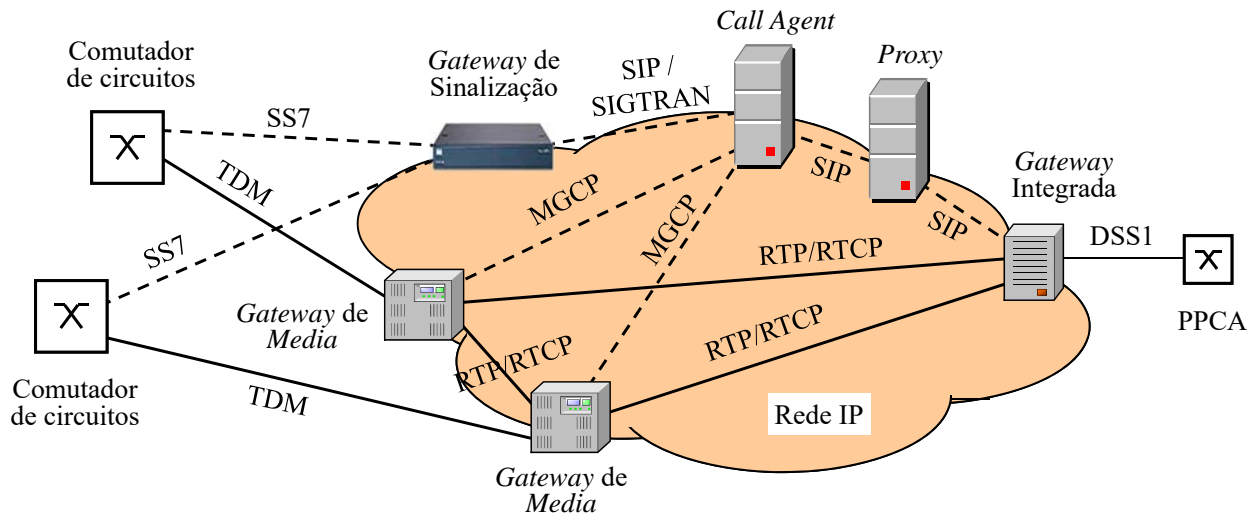 Call Agent
Comutador
de circuitos
Gateway de
Sinalização
SIP /
SIGTRAN
Proxy
SS7
TDM
MGCP
SIP
Gateway
Integrada
SS7
MGCP
SIP
RTP/RTCP
DSS1
Gateway de
Media
RTP/RTCP
RTP/RTCP
PPCA
Comutador
de circuitos
TDM
Rede IP
Gateway de
Media